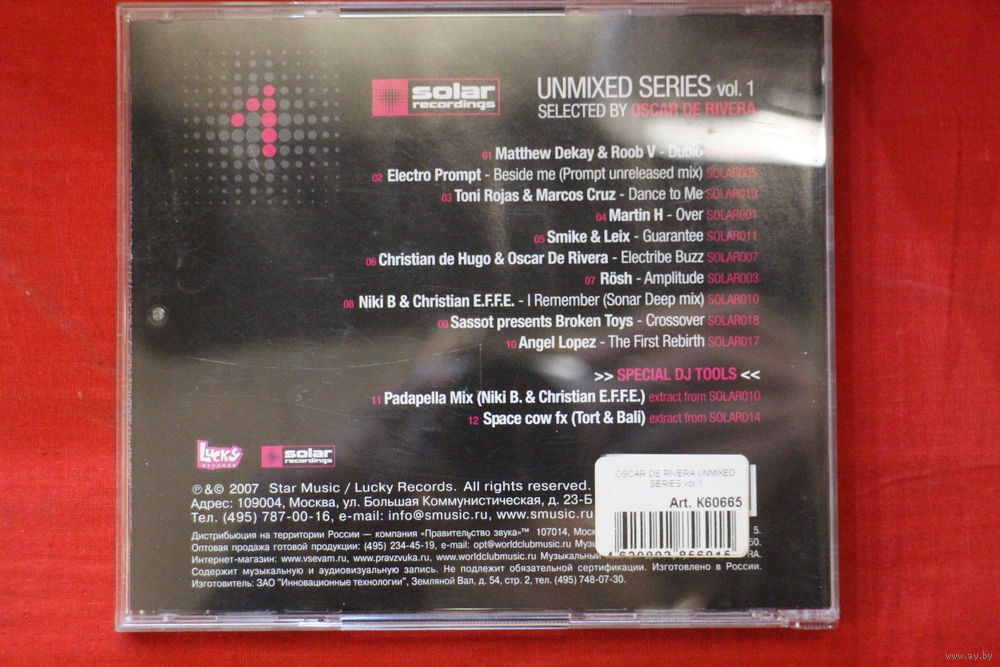 solar
recordings
UNMIXED SERIES vol. 1
SELECTED BY OSCAR DE RIVERA
01 Matthew Dekay & Roob V - Dubio
02 Electro Prompt - Beside me (Prompt unreleased mix) SOLAR005
03 Toni Rojas & Marcos Cruz - Dance to Me SOLAR019
04 Martin H - Over SOLAR001
05 Smike & Leix - Guarantee SOLAR011
06 Christian de Hugo & Oscar De Rivera - Electribe Buzz SOLAR007
07 Rösh - Amplitude SOLAR003
08 Niki B & Christian E.F.F.E. - I Remember (Sonar Deep mix) SOLAR010
09 Sassot presents Broken Toys - Crossover SOLAR018
10 Angel Lopez - The First Rebirth SOLAR017
>> SPECIAL DJ TOOLS <<
11 Padapella Mix (Niki B. & Christian E.F.F.E.) extract from SOLAR010
12 Space cow fx (Tort & Bali) extract from SOLAR014
Lucky
RECORDS
solar
recordings
℗ & © 2007 Star Music / Lucky Records. All rights reserved.
Адрес: 109004, Москва, ул. Большая Коммунистическая, д. 23-Б
Тел. (495) 787-00-16, e-mail: info@smusic.ru, www.smusic.ru
Дистрибьюция на территории России — компания «Правительство звука»™ 107014, Мос
Оптовая продажа готовой продукции: (495) 234-45-19, e-mail: opt@worldclubmusic.ru Музыкальный
Интернет-магазин: www.vsevam.ru, www.pravzvuka.ru, www.worldclubmusic.ru Музыкальный
Содержит музыкальную и аудиовизуальную запись. Не подлежит обязательной сертификации. Изготовлено в России.
Изготовитель: ЗАО "Инновационные технологии", Земляной Вал, д. 54, стр. 2, тел. (495) 748-07-30.
OSCAR DE RIVERA UNMIXED
SERIES vol.1
Art. K60665
www.ay.by